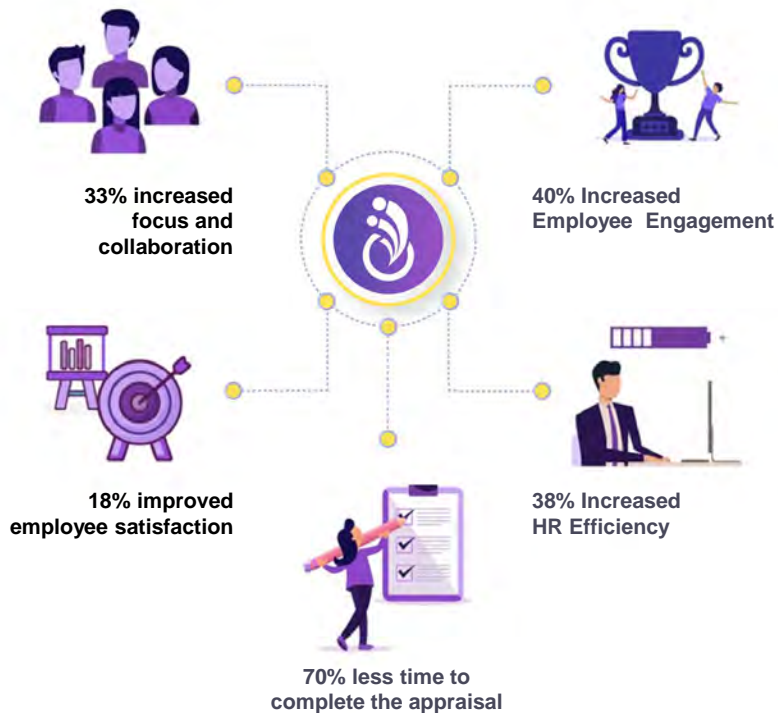 33% increased
focus and
collaboration
40% Increased
Employee Engagement
18% improved
employee satisfaction
38% Increased
HR Efficiency
70% less time to
complete the appraisal